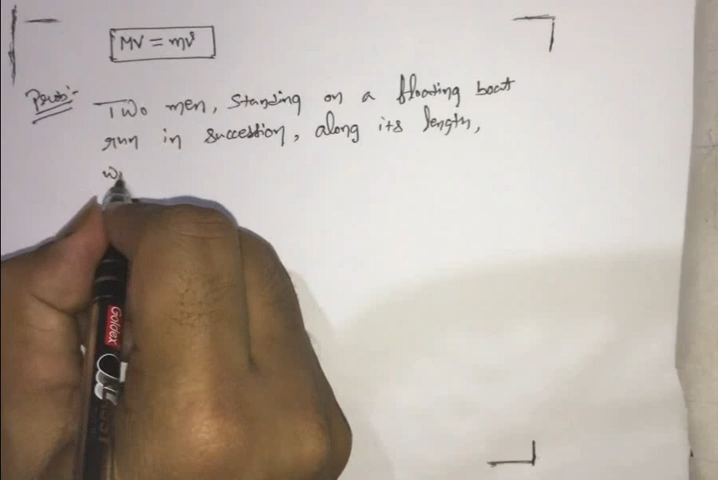 MV = mv
Prob:-
Two men, standing on a floating boat
run in succession, along its length,
w
Goldex